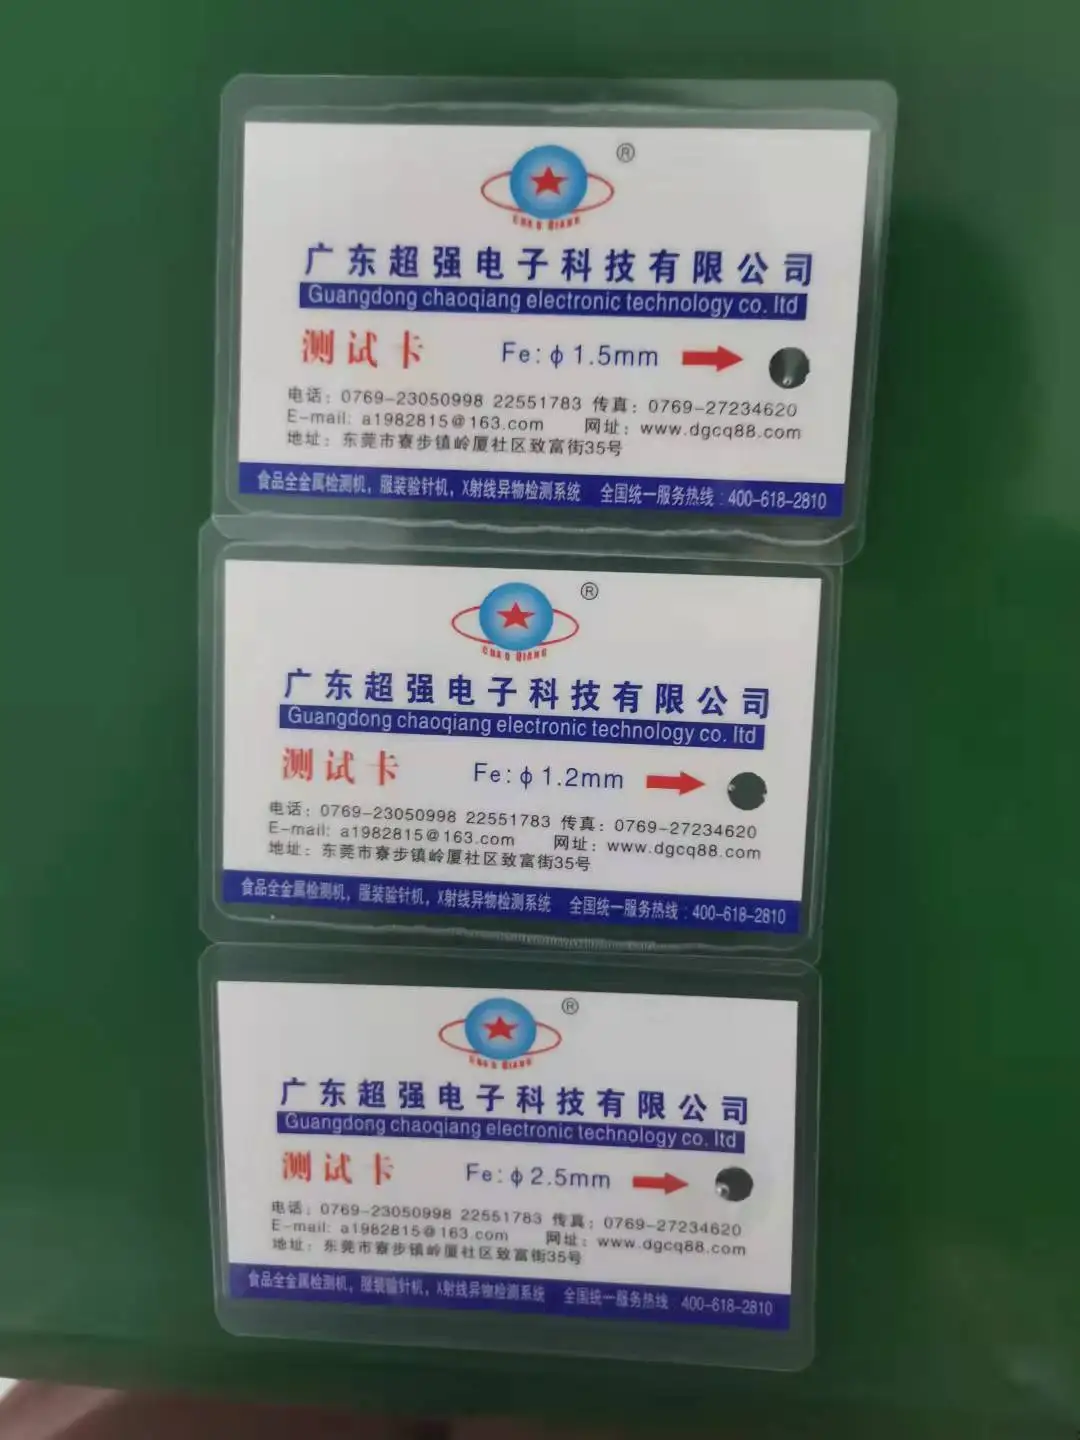 ®
CHAO QIANG
广东超强电子科技有限公司
Guangdong chaoqiang electronic technology co. ltd
测试卡 Fe:ф1.5mm
电话：0769-23050998 22551783 传真：0769-27234620
E-mail: a1982815@163.com 网址：www.dgcq88.com
地址：东莞市寮步镇岭厦社区致富街35号
食品全金属检测机，服装验针机，X射线异物检测系统 全国统一服务热线：400-618-2810
®
CHAO QIANG
广东超强电子科技有限公司
Guangdong chaoqiang electronic technology co. ltd
测试卡 Fe:ф1.2mm
电话：0769-23050998 22551783 传真：0769-27234620
E-mail: a1982815@163.com 网址：www.dgcq88.com
地址：东莞市寮步镇岭厦社区致富街35号
食品全金属检测机，服装验针机，X射线异物检测系统 全国统一服务热线：400-618-2810
®
CHAO QIANG
广东超强电子科技有限公司
Guangdong chaoqiang electronic technology co. ltd
测试卡 Fe:ф2.5mm
电话：0769-23050998 22551783 传真：0769-27234620
E-mail: a1982815@163.com 网址：www.dgcq88.com
地址：东莞市寮步镇岭厦社区致富街35号
食品全金属检测机，服装验针机，X射线异物检测系统 全国统一服务热线：400-618-2810